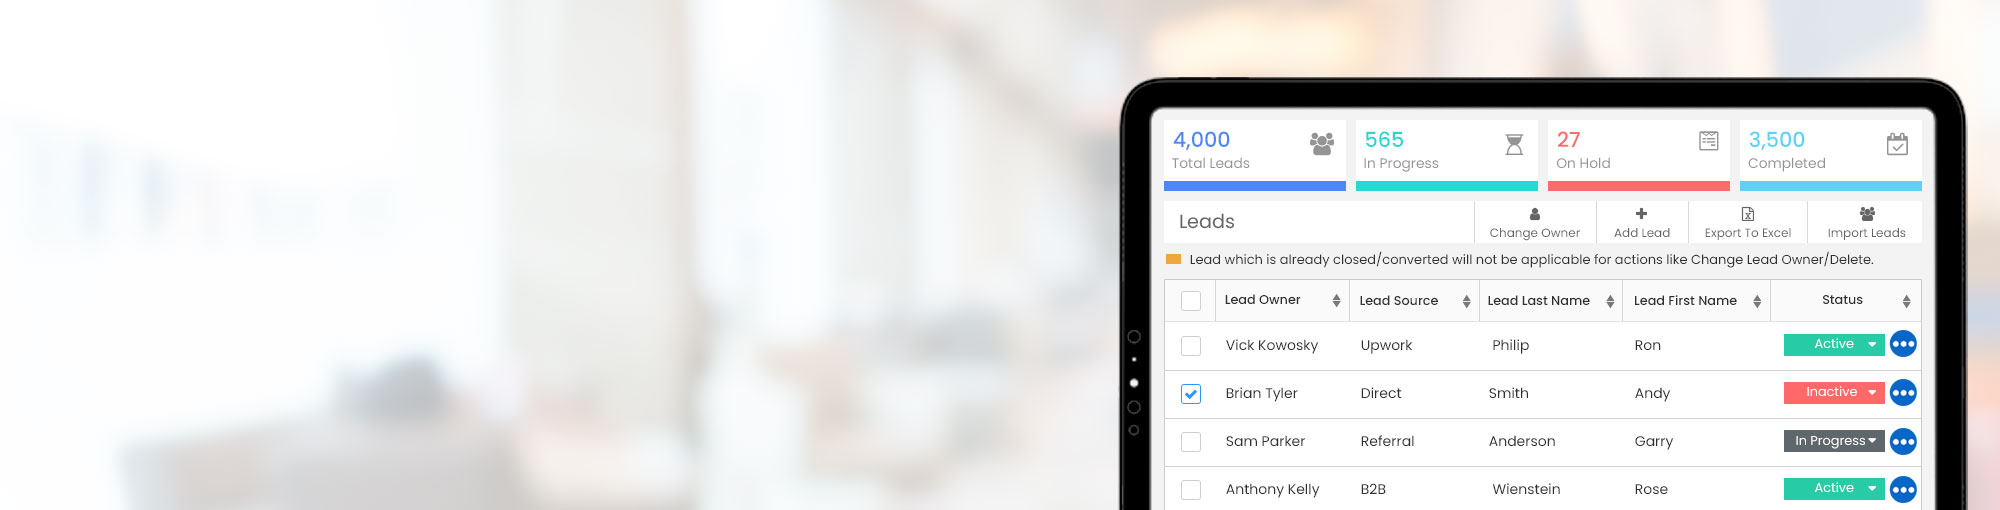 4,000
Total Leads
565
In Progress
27
On Hold
3,500
Completed
Leads
Change Owner
Add Lead
Export To Excel
Import Leads
Lead which is already closed/converted will not be applicable for actions like Change Lead Owner/Delete.
Lead Owner Lead Source Lead Last Name Lead First Name Status
Vick Kowosky Upwork Philip Ron Active
Brian Tyler Direct Smith Andy Inactive
Sam Parker Referral Anderson Garry In Progress
Anthony Kelly B2B Wienstein Rose Active